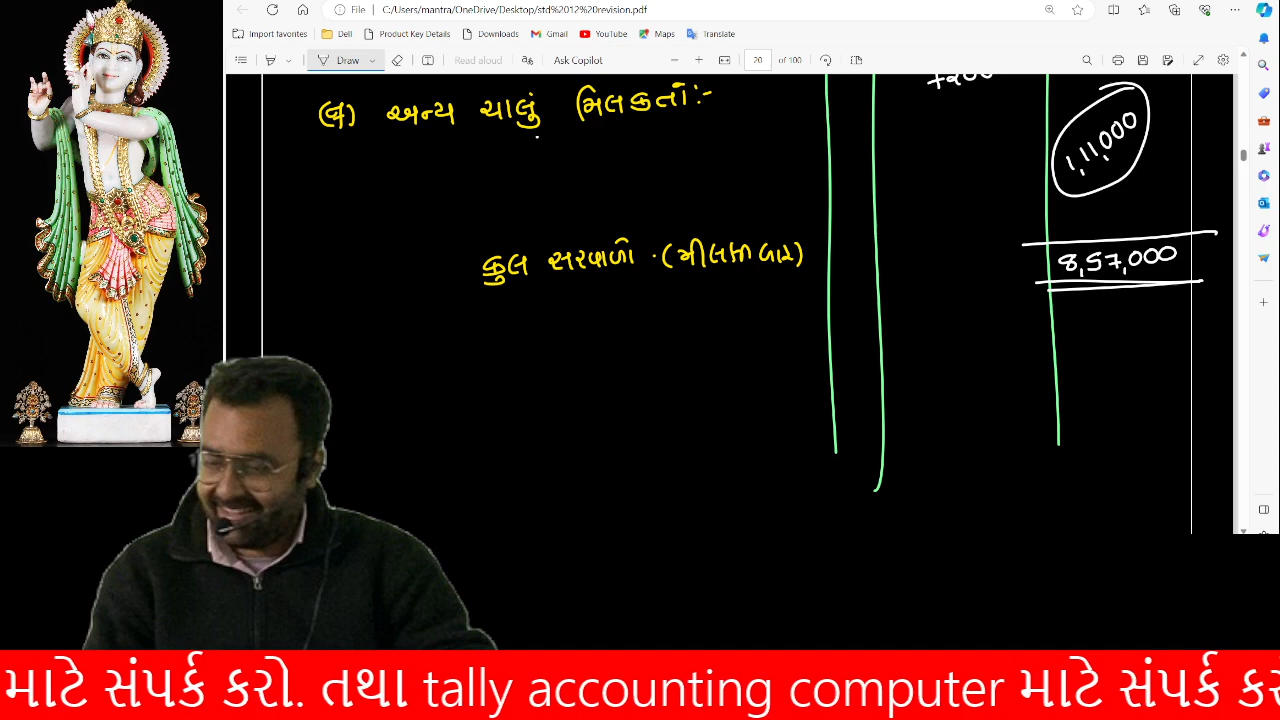 File
C:/Users/mantra/OneDrive/Desktop/std%2012%20revision.pdf
Import favorites
Dell
Product Key Details
Downloads
Gmail
YouTube
Maps
Translate
Draw
Read aloud
Ask Copilot
20 of 100
અન્ય ચાલું મિલકતો:-
1,11,000
કુલ સરવાળો
8,57,000
માટે સંપર્ક કરો. તથા tally accounting computer માટે સંપર્ક